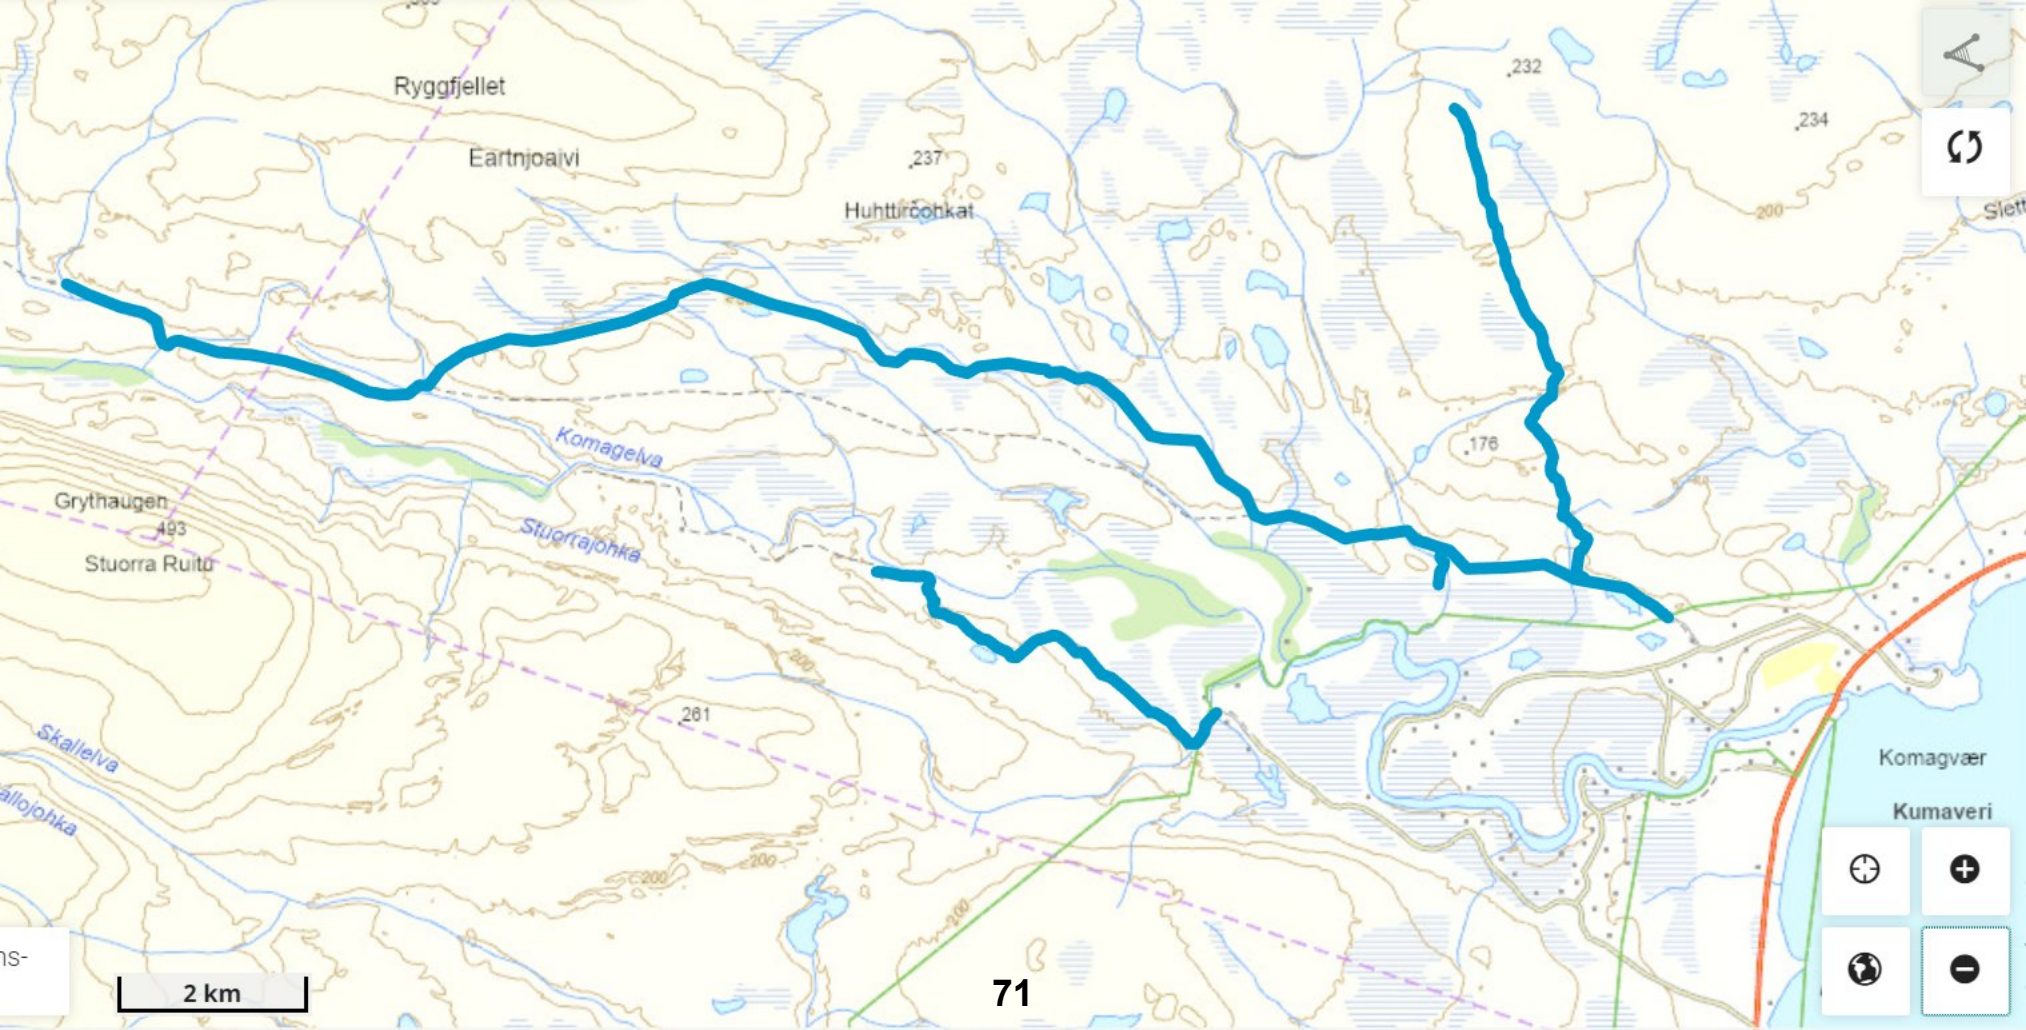 Ryggfjellet
232
234
Eartnjoaivi
237
Huhttirčohkat
200
Slett
Komagelva
176
Grythaugen
493
Stuorrajohka
Stuorra Ruitu
200
261
Skallelva
Komagvær
allojohka
Kumaveri
200
200
200
ns-
2 km
71